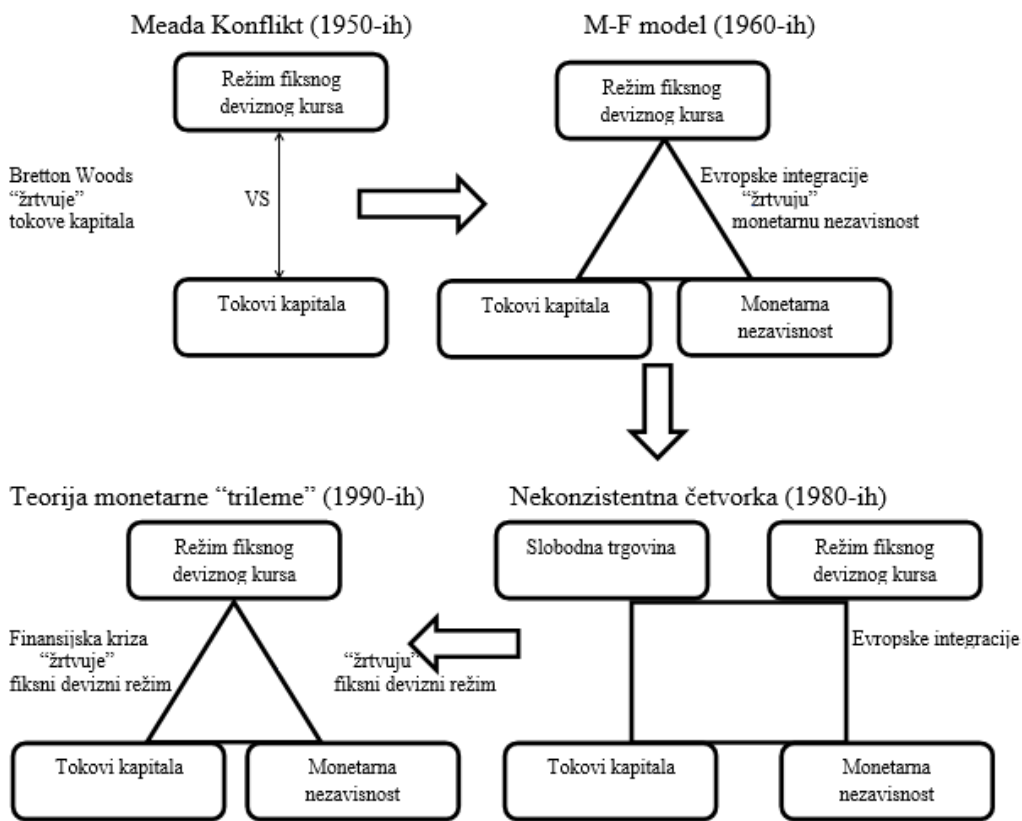 Meada Konflikt (1950-ih)
Režim fiksnog
deviznog kursa
Bretton Woods
“žrtvuje”
tokove kapitala
VS
Tokovi kapitala
M-F model (1960-ih)
Režim fiksnog
deviznog kursa
Evropske integracije
“žrtvuju”
monetarnu nezavisnost
Tokovi kapitala
Monetarna
nezavisnost
Teorija monetarne “trileme” (1990-ih)
Režim fiksnog
deviznog kursa
Finansijska kriza
“žrtvuje”
fiksni devizni režim
“žrtvuju”
fiksni devizni režim
Tokovi kapitala
Monetarna
nezavisnost
Nekonzistentna četvorka (1980-ih)
Slobodna trgovina
Režim fiksnog
deviznog kursa
Evropske integracije
Tokovi kapitala
Monetarna
nezavisnost